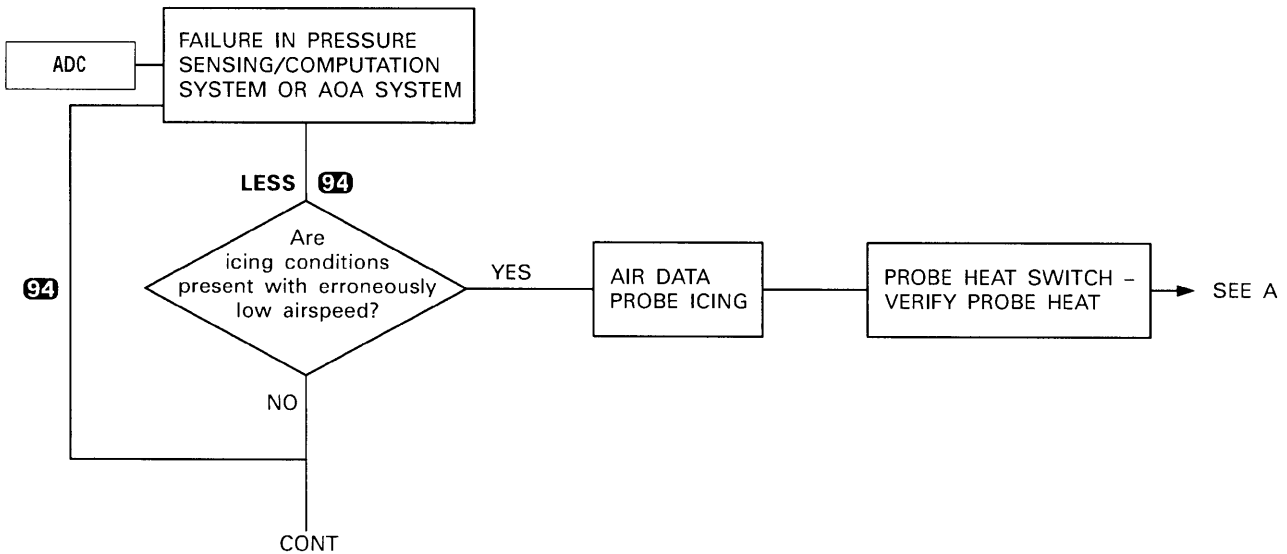 ADC
FAILURE IN PRESSURE
SENSING/COMPUTATION
SYSTEM OR AOA SYSTEM
LESS 94
Are
icing conditions
present with erroneously
low airspeed?
94
YES
AIR DATA
PROBE ICING
PROBE HEAT SWITCH –
VERIFY PROBE HEAT
SEE A
NO
CONT